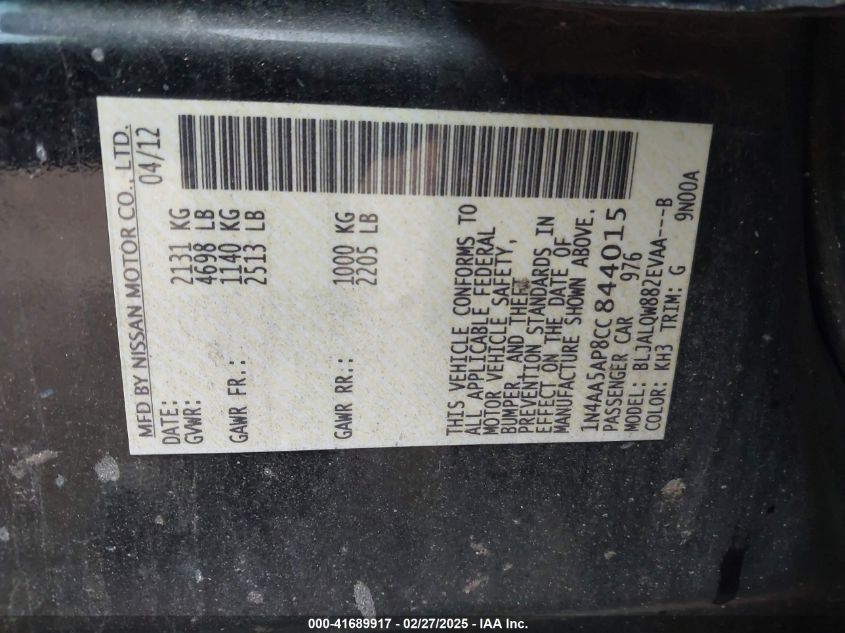 MFD BY NISSAN MOTOR CO., LTD.
DATE: 04/12
GVWR: 2131 KG
4698 LB
GAWR FR.: 1140 KG
2513 LB
GAWR RR.: 1000 KG
2205 LB
THIS VEHICLE CONFORMS TO
ALL APPLICABLE FEDERAL
MOTOR VEHICLE SAFETY,
BUMPER, AND THEFT
PREVENTION STANDARDS IN
EFFECT ON THE DATE OF
MANUFACTURE SHOWN ABOVE.
1N4AA5AP8CC844015
PASSENGER CAR 976
MODEL: BLJALQW882EVAA---B
COLOR: KH3 TRIM: G 9N00A
000-41689917 - 02/27/2025 - IAA Inc.